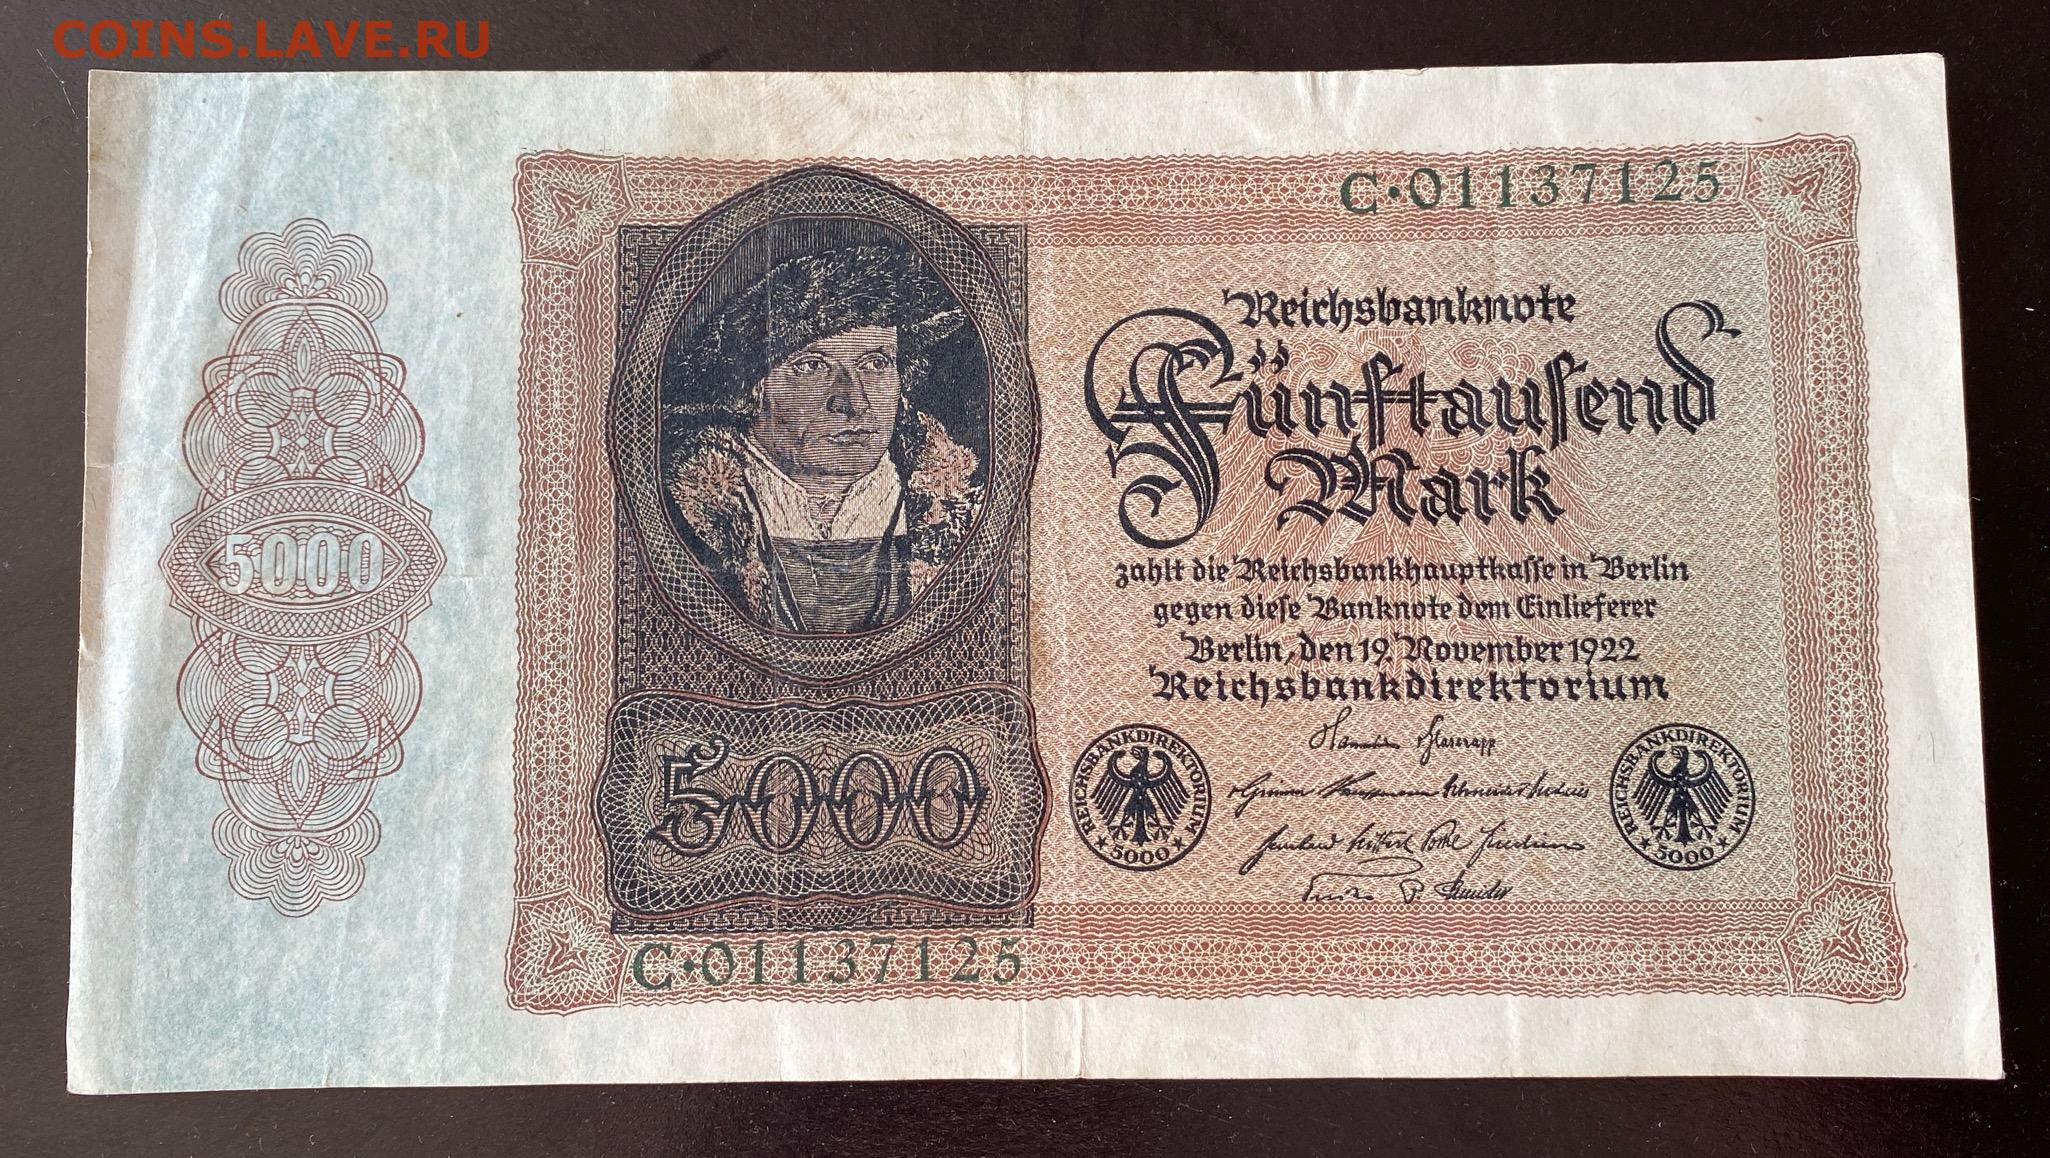 COINS.LAVE.RU
C·01137125
Reichsbanknote
Fünftausend
Mark
zahlt die Reichsbankhauptkasse in Berlin
gegen diese Banknote dem Einlieferer
Berlin, den 19. November 1922
Reichsbankdirektorium
5000
5000
REICHSBANKDIREKTORIUM
★ 5000 ★
REICHSBANKDIREKTORIUM
★ 5000 ★
C·01137125